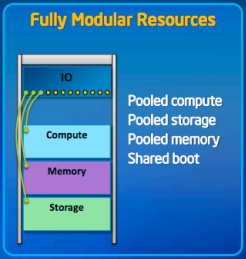 Fully Modular Resources
IO
Compute
Memory
Storage
Pooled compute
Pooled storage
Pooled memory
Shared boot